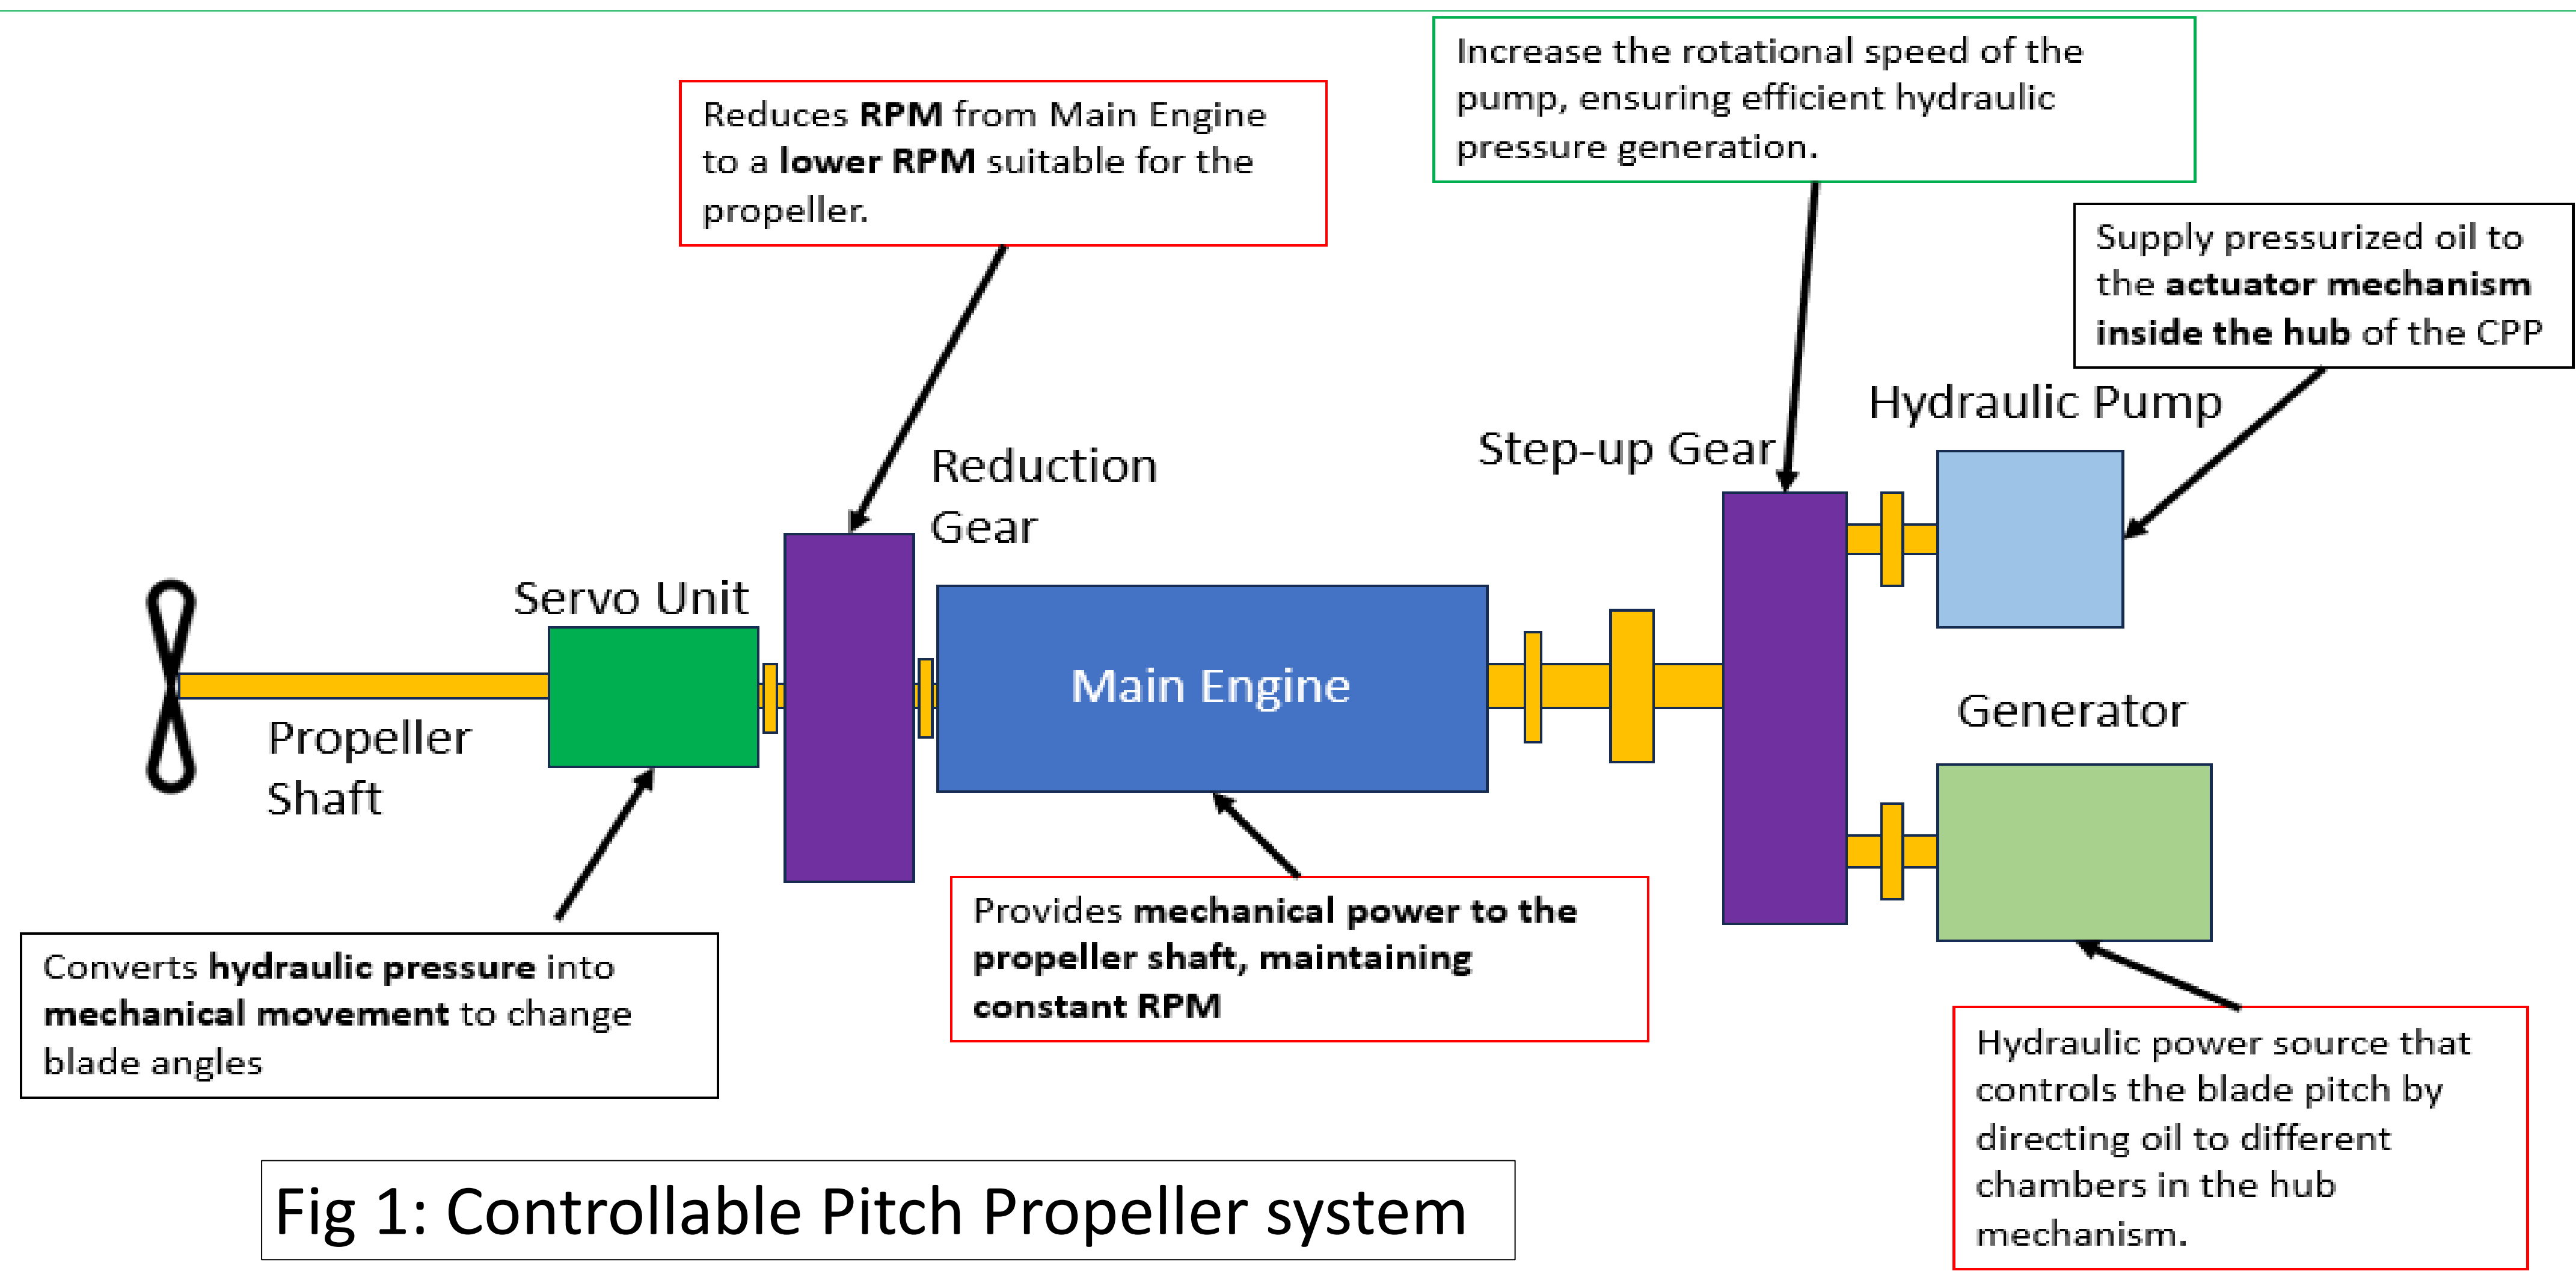 Increase the rotational speed of the
pump, ensuring efficient hydraulic
pressure generation.
Reduces RPM from Main Engine
to a lower RPM suitable for the
propeller.
Supply pressurized oil to
the actuator mechanism
inside the hub of the CPP
Hydraulic Pump
Step-up Gear
Reduction
Gear
Servo Unit
Main Engine
Propeller
Shaft
Generator
Provides mechanical power to the
propeller shaft, maintaining
constant RPM
Converts hydraulic pressure into
mechanical movement to change
blade angles
Hydraulic power source that
controls the blade pitch by
directing oil to different
chambers in the hub
mechanism.
Fig 1: Controllable Pitch Propeller system